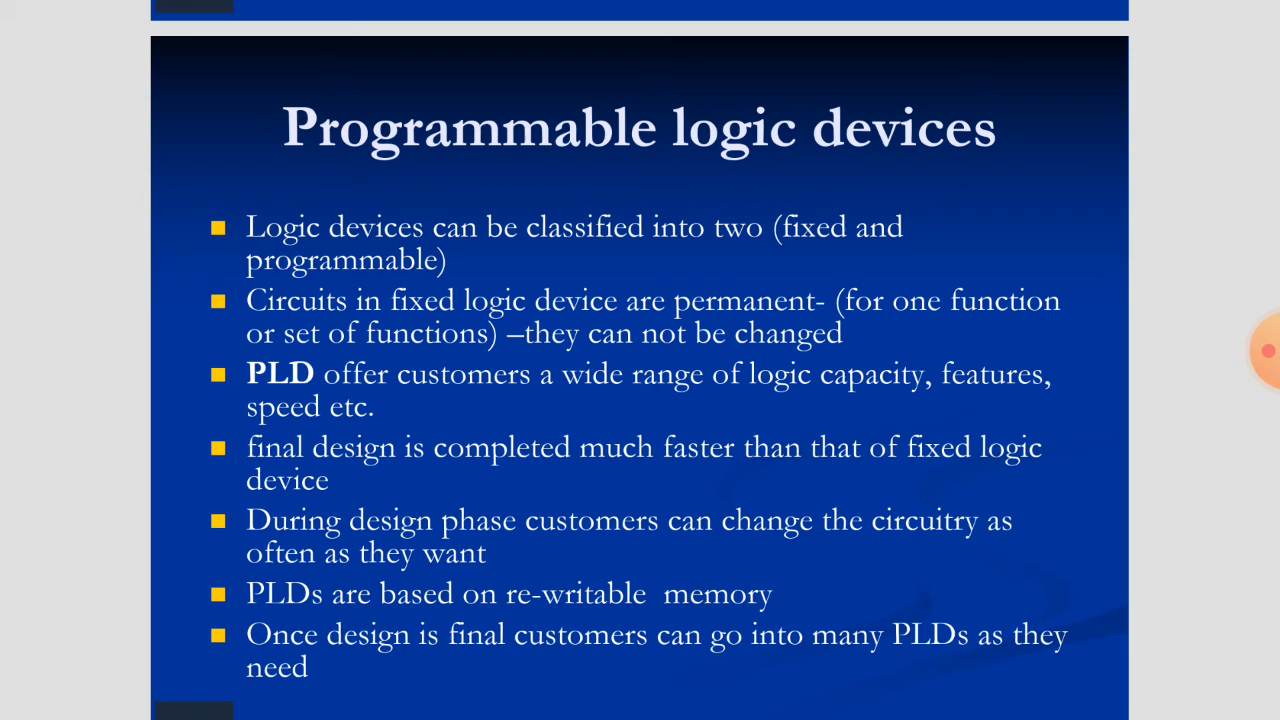 Programmable logic devices
Logic devices can be classified into two (fixed and
programmable)
Circuits in fixed logic device are permanent- (for one function
or set of functions) –they can not be changed
PLD offer customers a wide range of logic capacity, features,
speed etc.
final design is completed much faster than that of fixed logic
device
During design phase customers can change the circuitry as
often as they want
PLDs are based on re-writable  memory
Once design is final customers can go into many PLDs as they
need